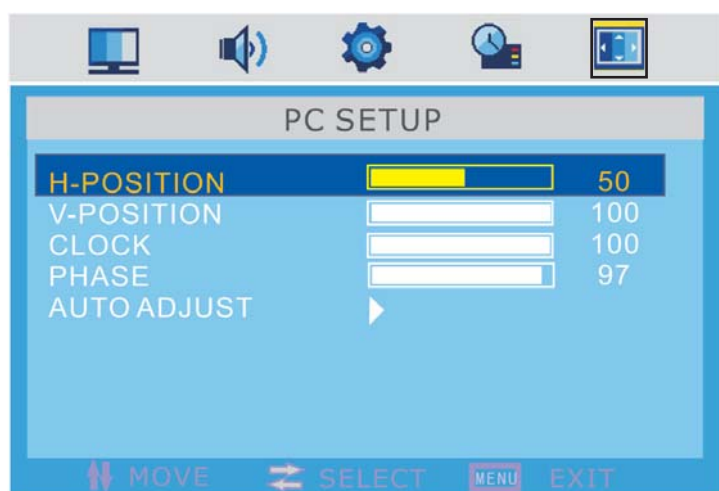 PC SETUP
H-POSITION 50
V-POSITION 100
CLOCK 100
PHASE 97
AUTO ADJUST
MOVE SELECT MENU EXIT